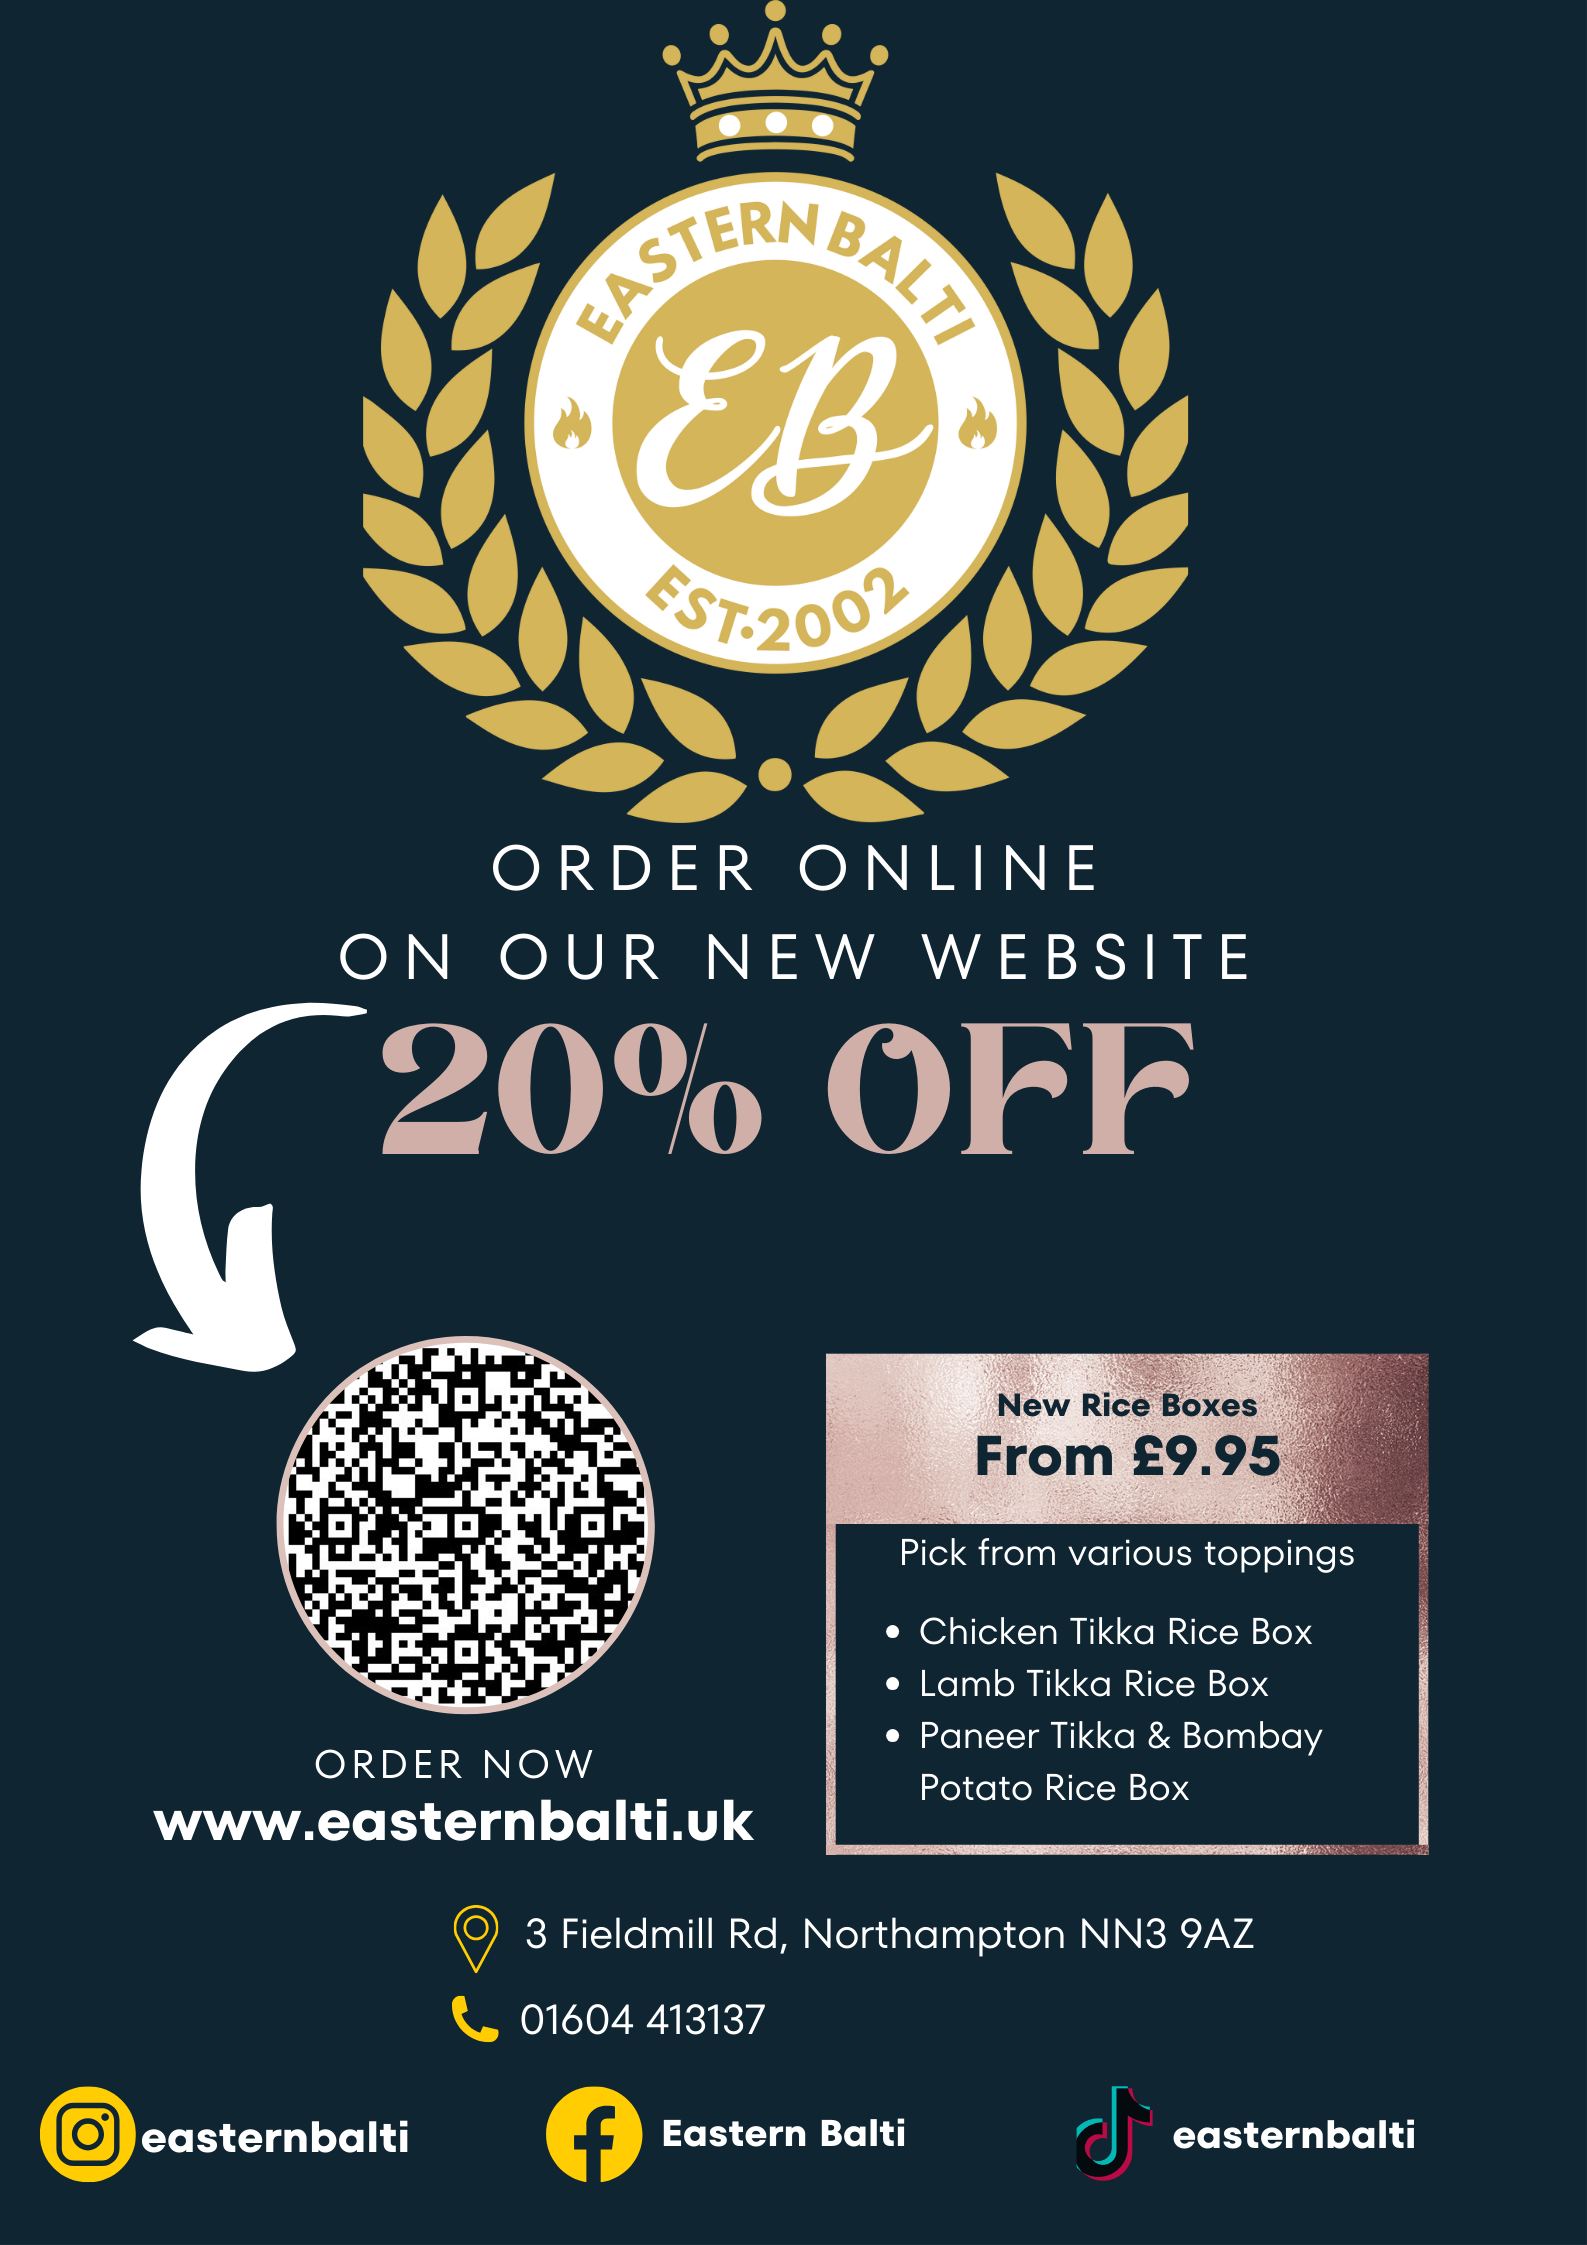 EASTERN BALTI
EB
EST·2002
ORDER ONLINE
ON OUR NEW WEBSITE
20% OFF
New Rice Boxes
From £9.95
Pick from various toppings
• Chicken Tikka Rice Box
• Lamb Tikka Rice Box
• Paneer Tikka & Bombay
Potato Rice Box
ORDER NOW
www.easternbalti.uk
3 Fieldmill Rd, Northampton NN3 9AZ
01604 413137
easternbalti
Eastern Balti
easternbalti